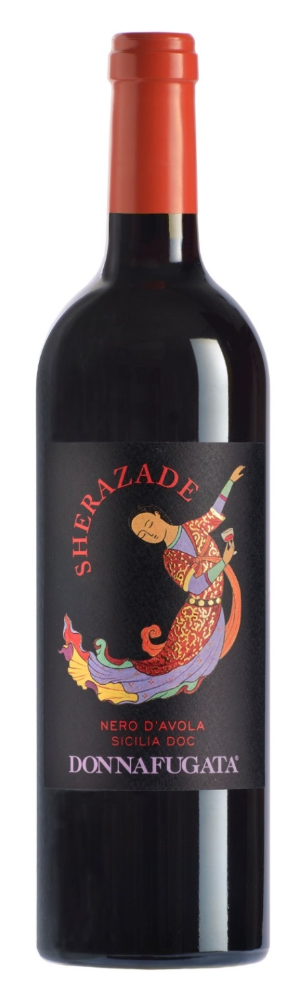 SHERAZADE
NERO D'AVOLA
SICILIA DOC
DONNAFUGATA®